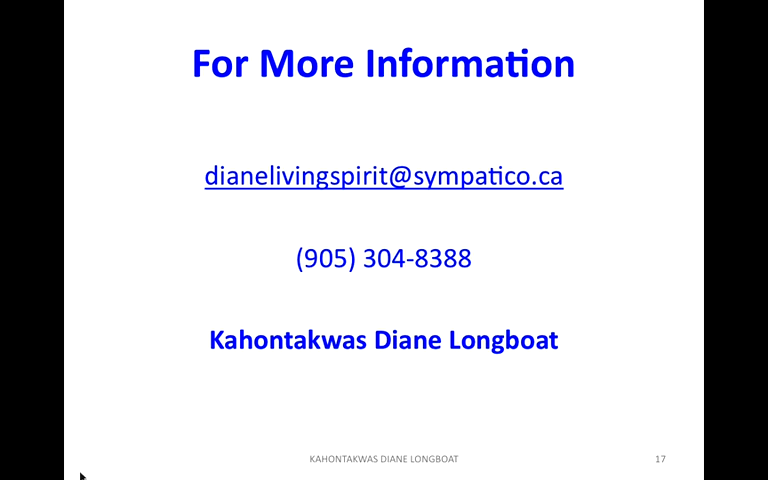 For More Information
dianelivingspirit@sympatico.ca
(905) 304-8388
Kahontakwas Diane Longboat
KAHONTAKWAS DIANE LONGBOAT
17